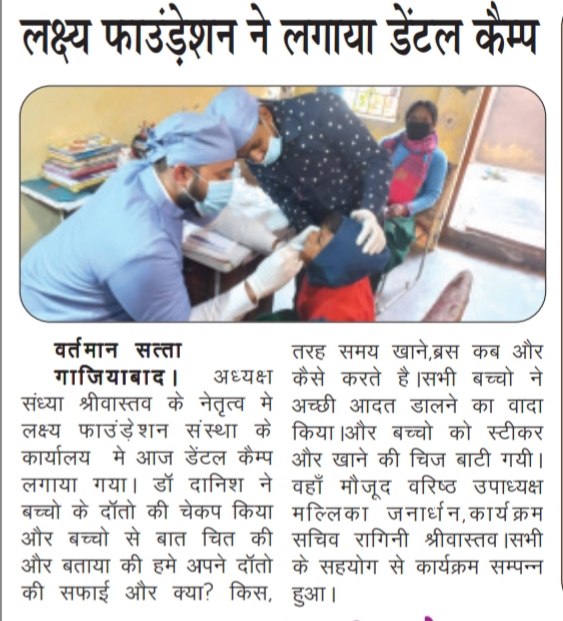 लक्ष्य फाउंड़ेशन ने लगाया डेंटल कैम्प
वर्तमान सत्ता
गाजियाबाद। अध्यक्ष
संध्या श्रीवास्तव के नेतृत्व मे
लक्ष्य फाउंड़ेशन संस्था के
कार्यालय मे आज डेंटल कैम्प
लगाया गया। डॉ दानिश ने
बच्चो के दॉतो की चेकप किया
और बच्चो से बात चित की
और बताया की हमे अपने दॉतो
की सफाई और क्या? किस,
तरह समय खाने,ब्रस कब और
कैसे करते है।सभी बच्चो ने
अच्छी आदत डालने का वादा
किया।और बच्चो को स्टीकर
और खाने की चिज बाटी गयी।
वहाँ मौजूद वरिष्ठ उपाध्यक्ष
मल्लिका जनार्धन,कार्यक्रम
सचिव रागिनी श्रीवास्तव।सभी
के सहयोग से कार्यक्रम सम्पन्न
हुआ।